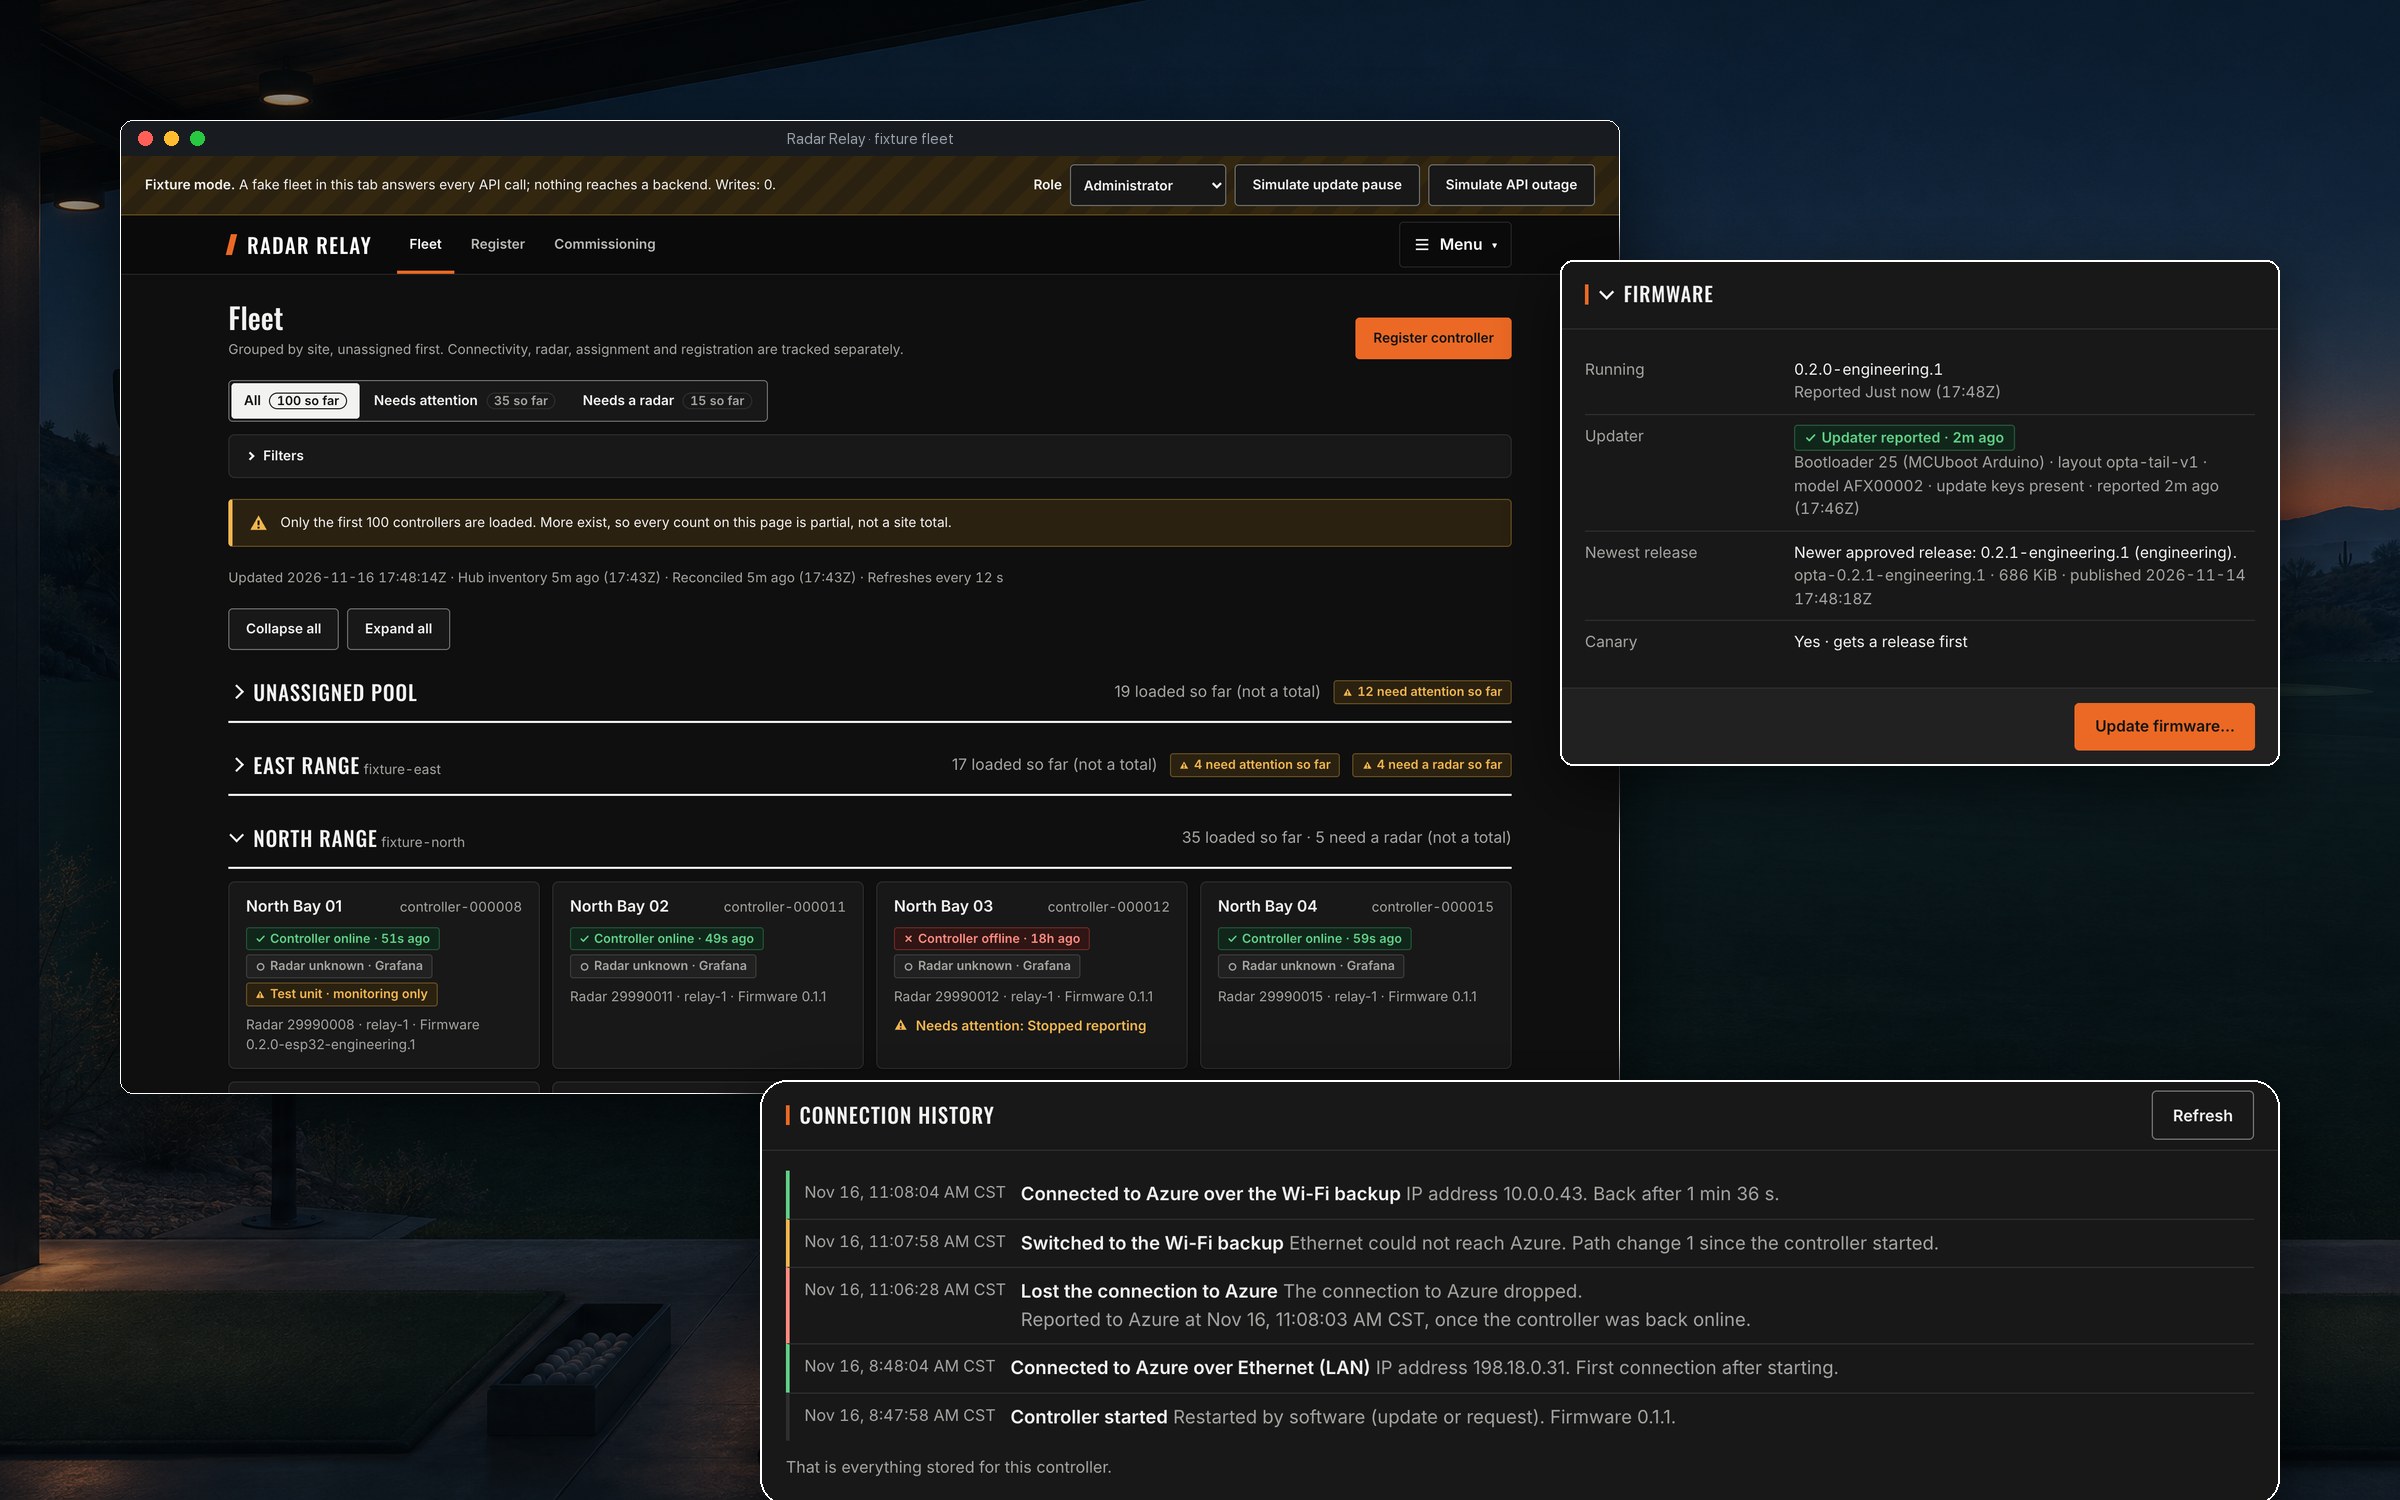 Radar Relay · fixture fleet
Fixture mode. A fake fleet in this tab answers every API call; nothing reaches a backend. Writes: 0.
Role
Administrator
Simulate update pause
Simulate API outage
RADAR RELAY
Fleet
Register
Commissioning
Menu
Fleet
Grouped by site, unassigned first. Connectivity, radar, assignment and registration are tracked separately.
Register controller
All 100 so far
Needs attention 35 so far
Needs a radar 15 so far
Filters
Only the first 100 controllers are loaded. More exist, so every count on this page is partial, not a site total.
Updated 2026-11-16 17:48:14Z · Hub inventory 5m ago (17:43Z) · Reconciled 5m ago (17:43Z) · Refreshes every 12 s
Collapse all
Expand all
UNASSIGNED POOL
19 loaded so far (not a total)
12 need attention so far
EAST RANGE fixture-east
17 loaded so far (not a total)
4 need attention so far
4 need a radar so far
NORTH RANGE fixture-north
35 loaded so far · 5 need a radar (not a total)
North Bay 01
controller-000008
Controller online · 51s ago
Radar unknown · Grafana
Test unit · monitoring only
Radar 29990008 · relay-1 · Firmware
0.2.0-esp32-engineering.1
North Bay 02
controller-000011
Controller online · 49s ago
Radar unknown · Grafana
Radar 29990011 · relay-1 · Firmware 0.1.1
North Bay 03
controller-000012
Controller offline · 18h ago
Radar unknown · Grafana
Radar 29990012 · relay-1 · Firmware 0.1.1
Needs attention: Stopped reporting
North Bay 04
controller-000015
Controller online · 59s ago
Radar unknown · Grafana
Radar 29990015 · relay-1 · Firmware 0.1.1
FIRMWARE
Running
0.2.0-engineering.1
Reported Just now (17:48Z)
Updater
Updater reported · 2m ago
Bootloader 25 (MCUboot Arduino) · layout opta-tail-v1 ·
model AFX00002 · update keys present · reported 2m ago
(17:46Z)
Newest release
Newer approved release: 0.2.1-engineering.1 (engineering).
opta-0.2.1-engineering.1 · 686 KiB · published 2026-11-14
17:48:18Z
Canary
Yes · gets a release first
Update firmware...
CONNECTION HISTORY
Refresh
Nov 16, 11:08:04 AM CST Connected to Azure over the Wi-Fi backup IP address 10.0.0.43. Back after 1 min 36 s.
Nov 16, 11:07:58 AM CST Switched to the Wi-Fi backup Ethernet could not reach Azure. Path change 1 since the controller started.
Nov 16, 11:06:28 AM CST Lost the connection to Azure The connection to Azure dropped.
Reported to Azure at Nov 16, 11:08:03 AM CST, once the controller was back online.
Nov 16, 8:48:04 AM CST Connected to Azure over Ethernet (LAN) IP address 198.18.0.31. First connection after starting.
Nov 16, 8:47:58 AM CST Controller started Restarted by software (update or request). Firmware 0.1.1.
That is everything stored for this controller.